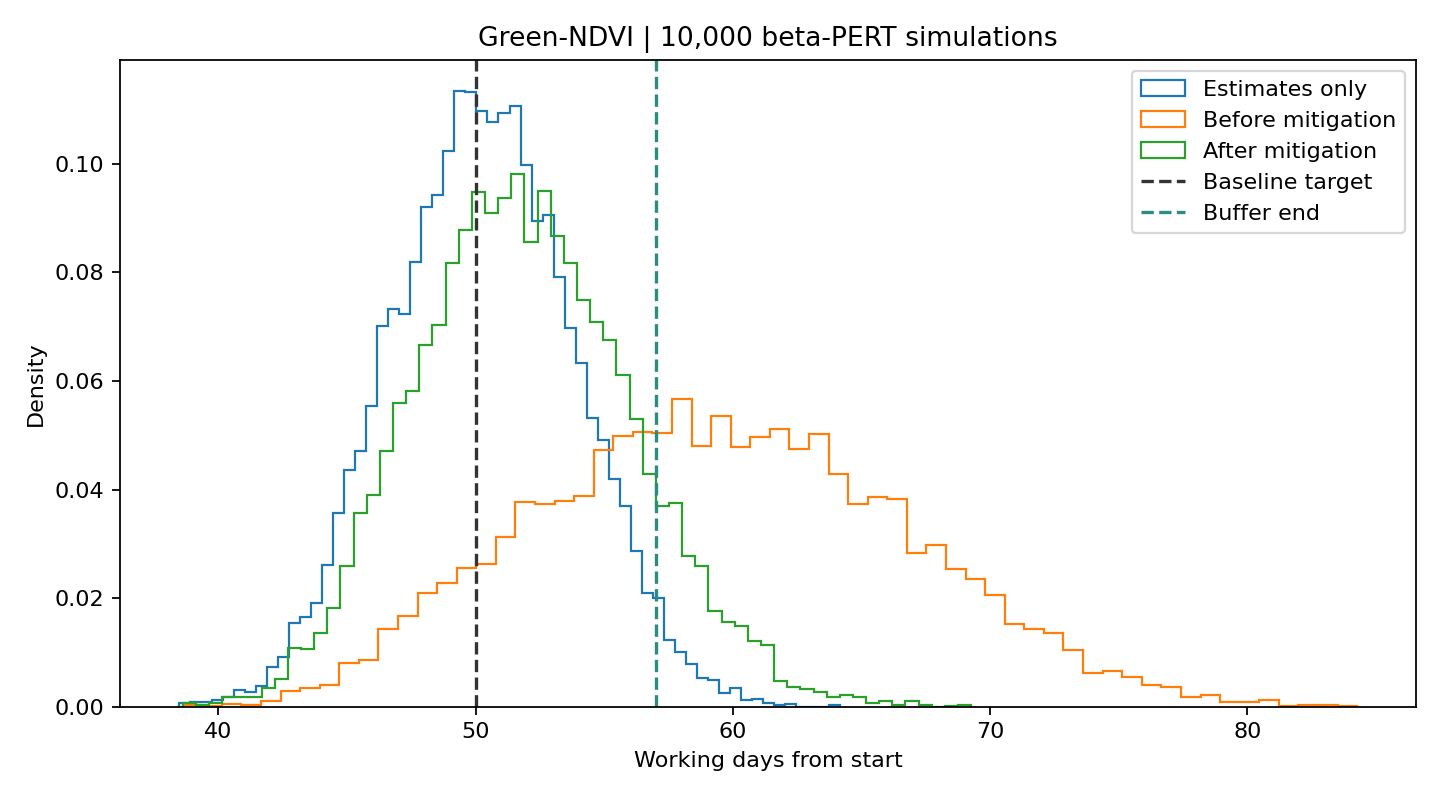 Green-NDVI | 10,000 beta-PERT simulations
Estimates only
Before mitigation
After mitigation
Baseline target
Buffer end
Density
0.10
0.08
0.06
0.04
0.02
0.00
40
50
60
70
80
Working days from start